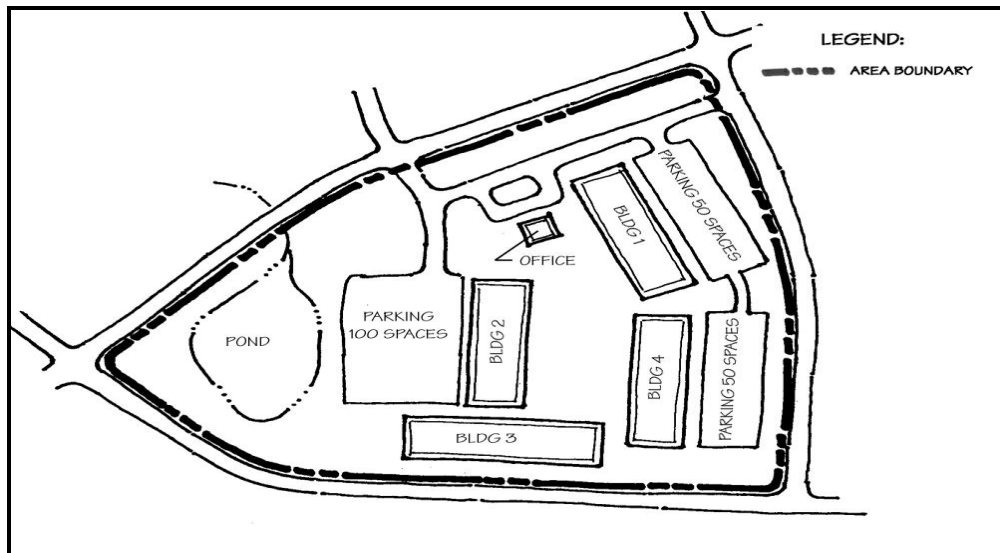 LEGEND:
AREA BOUNDARY
PARKING 50 SPACES
BLDG 1
OFFICE
PARKING
100 SPACES
POND
BLDG 2
BLDG 4
PARKING 50 SPACES
BLDG 3